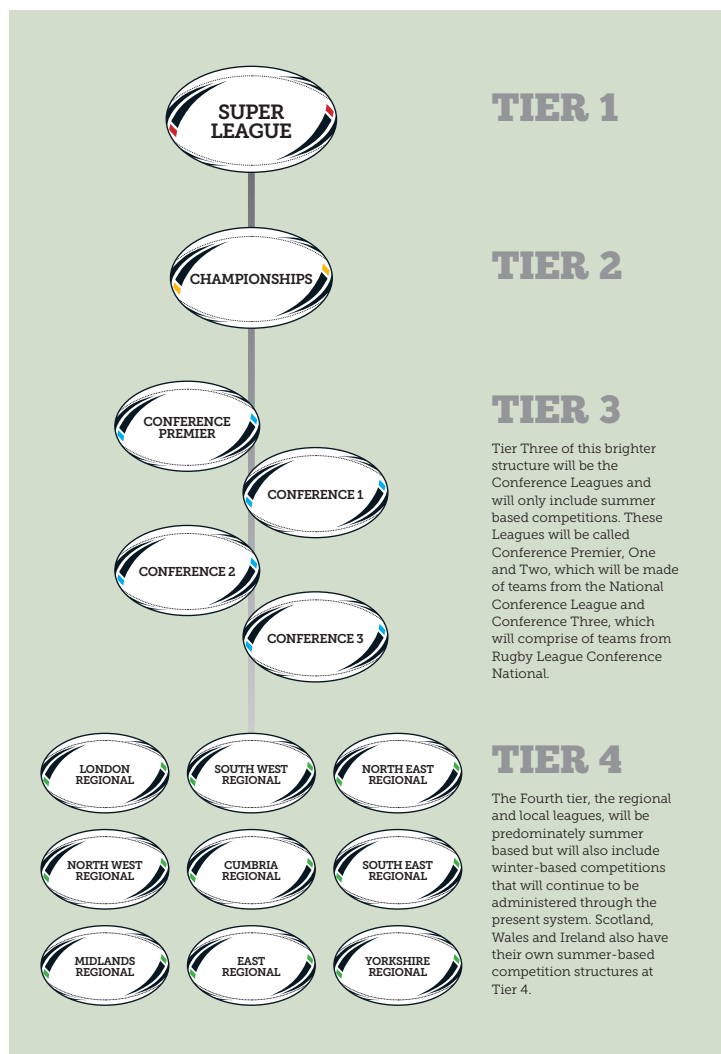 SUPER
LEAGUE
TIER 1
CHAMPIONSHIPS
TIER 2
CONFERENCE
PREMIER
CONFERENCE 1
CONFERENCE 2
CONFERENCE 3
TIER 3
Tier Three of this brighter
structure will be the
Conference Leagues and
will only include summer
based competitions. These
Leagues will be called
Conference Premier, One
and Two, which will be made
of teams from the National
Conference League and
Conference Three, which
will comprise of teams from
Rugby League Conference
National.
LONDON
REGIONAL
SOUTH WEST
REGIONAL
NORTH EAST
REGIONAL
NORTH WEST
REGIONAL
CUMBRIA
REGIONAL
SOUTH EAST
REGIONAL
MIDLANDS
REGIONAL
EAST
REGIONAL
YORKSHIRE
REGIONAL
TIER 4
The Fourth tier, the regional
and local leagues, will be
predominately summer
based but will also include
winter-based competitions
that will continue to be
administered through the
present system. Scotland,
Wales and Ireland also have
their own summer-based
competition structures at
Tier 4.